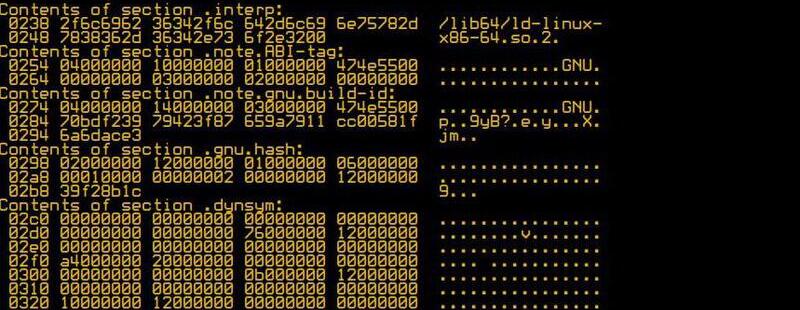 Contents of section .interp:
 0238 2f6c6962 36342f6c 642d6c69 6e75782d  /lib64/ld-linux-
 0248 7838362d 36342e73 6f2e3200           x86-64.so.2.
Contents of section .note.ABI-tag:
 0254 04000000 10000000 01000000 474e5500  ............GNU.
 0264 00000000 03000000 02000000 00000000  ................
Contents of section .note.gnu.build-id:
 0274 04000000 14000000 03000000 474e5500  ............GNU.
 0284 70bdf239 79423f87 659a7911 cc00581f  p..9yB?.e.y...X.
 0294 6a6dace3                             jm..
Contents of section .gnu.hash:
 0298 02000000 12000000 01000000 06000000  ................
 02a8 00010000 00000002 00000000 12000000  ................
 02b8 39f28b1c                             9...
Contents of section .dynsym:
 02c0 00000000 00000000 00000000 00000000  ................
 02d0 00000000 00000000 76000000 12000000  ........v.......
 02e0 00000000 00000000 00000000 00000000  ................
 02f0 a4000000 20000000 00000000 00000000  .... ...........
 0300 00000000 00000000 0b000000 12000000  ................
 0310 00000000 00000000 00000000 00000000  ................
 0320 10000000 12000000 00000000 00000000  ................